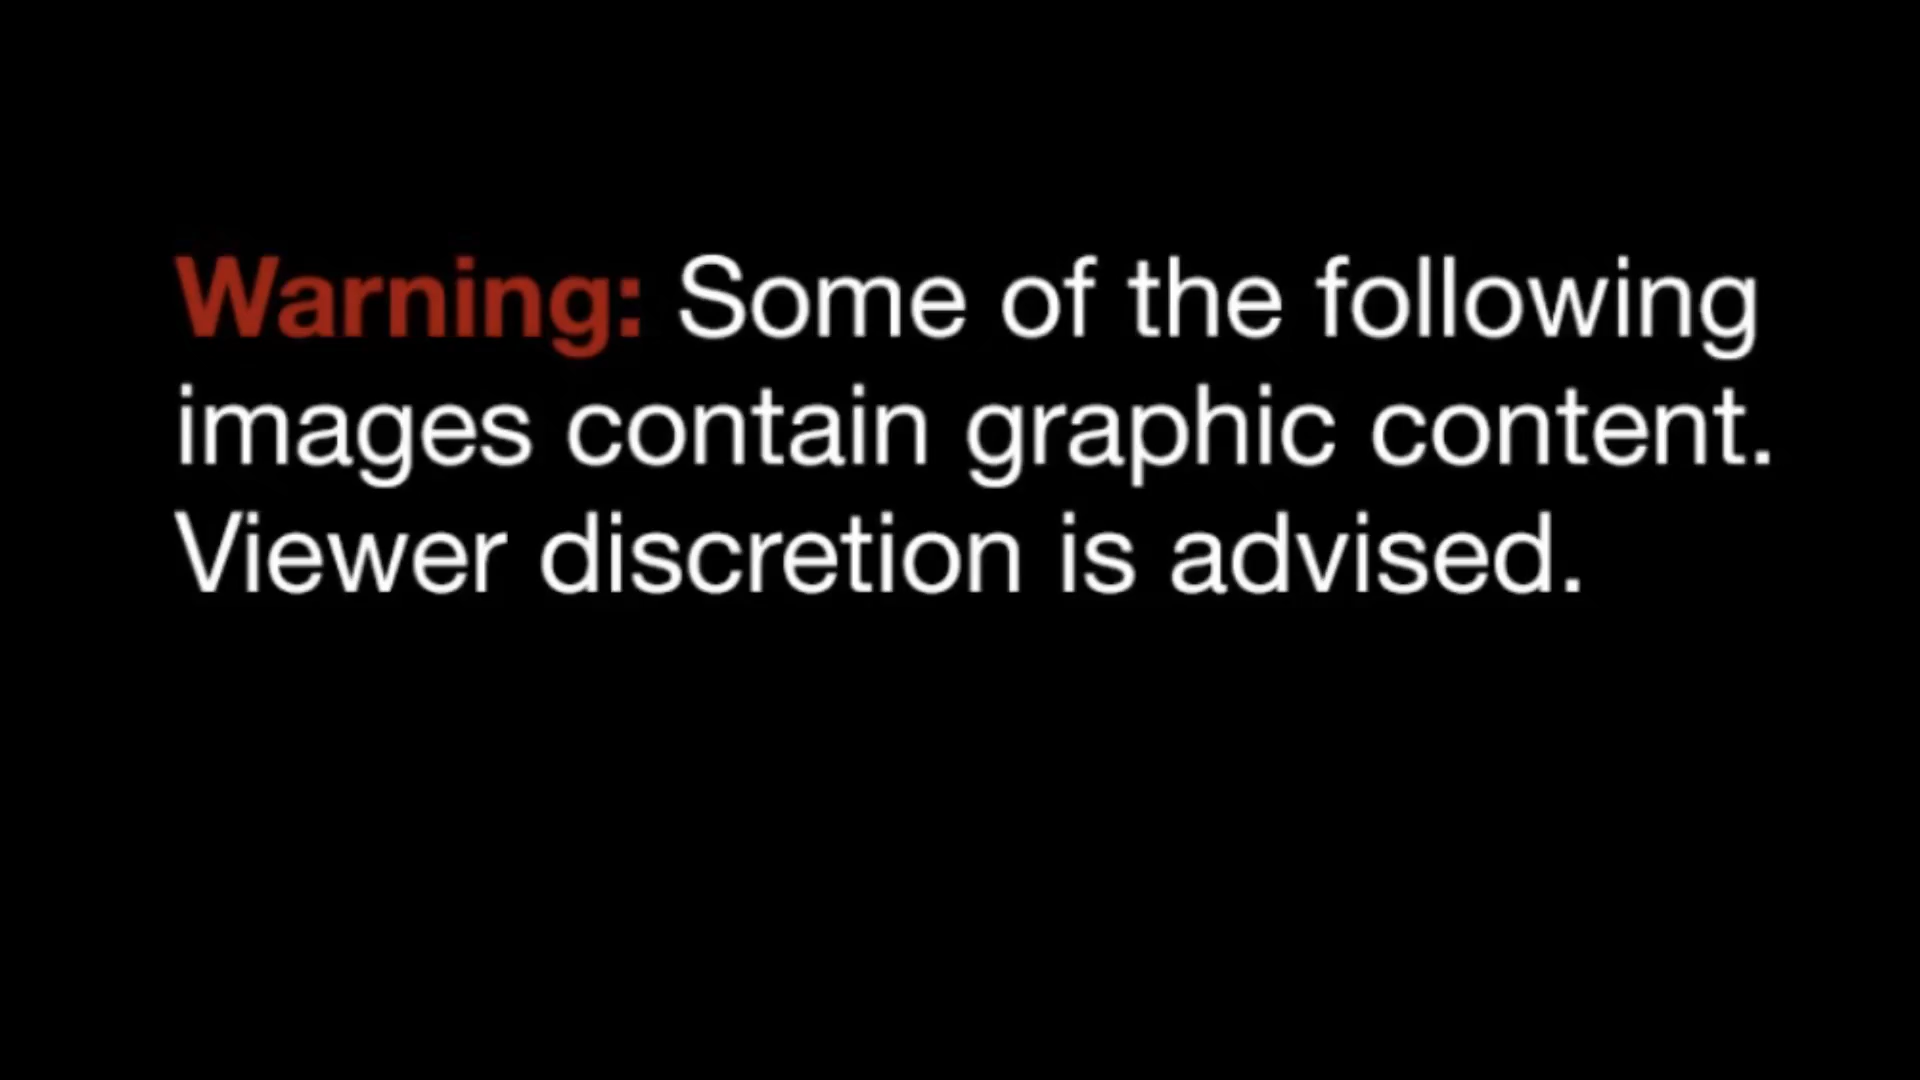 Warning: Some of the following
images contain graphic content.
Viewer discretion is advised.